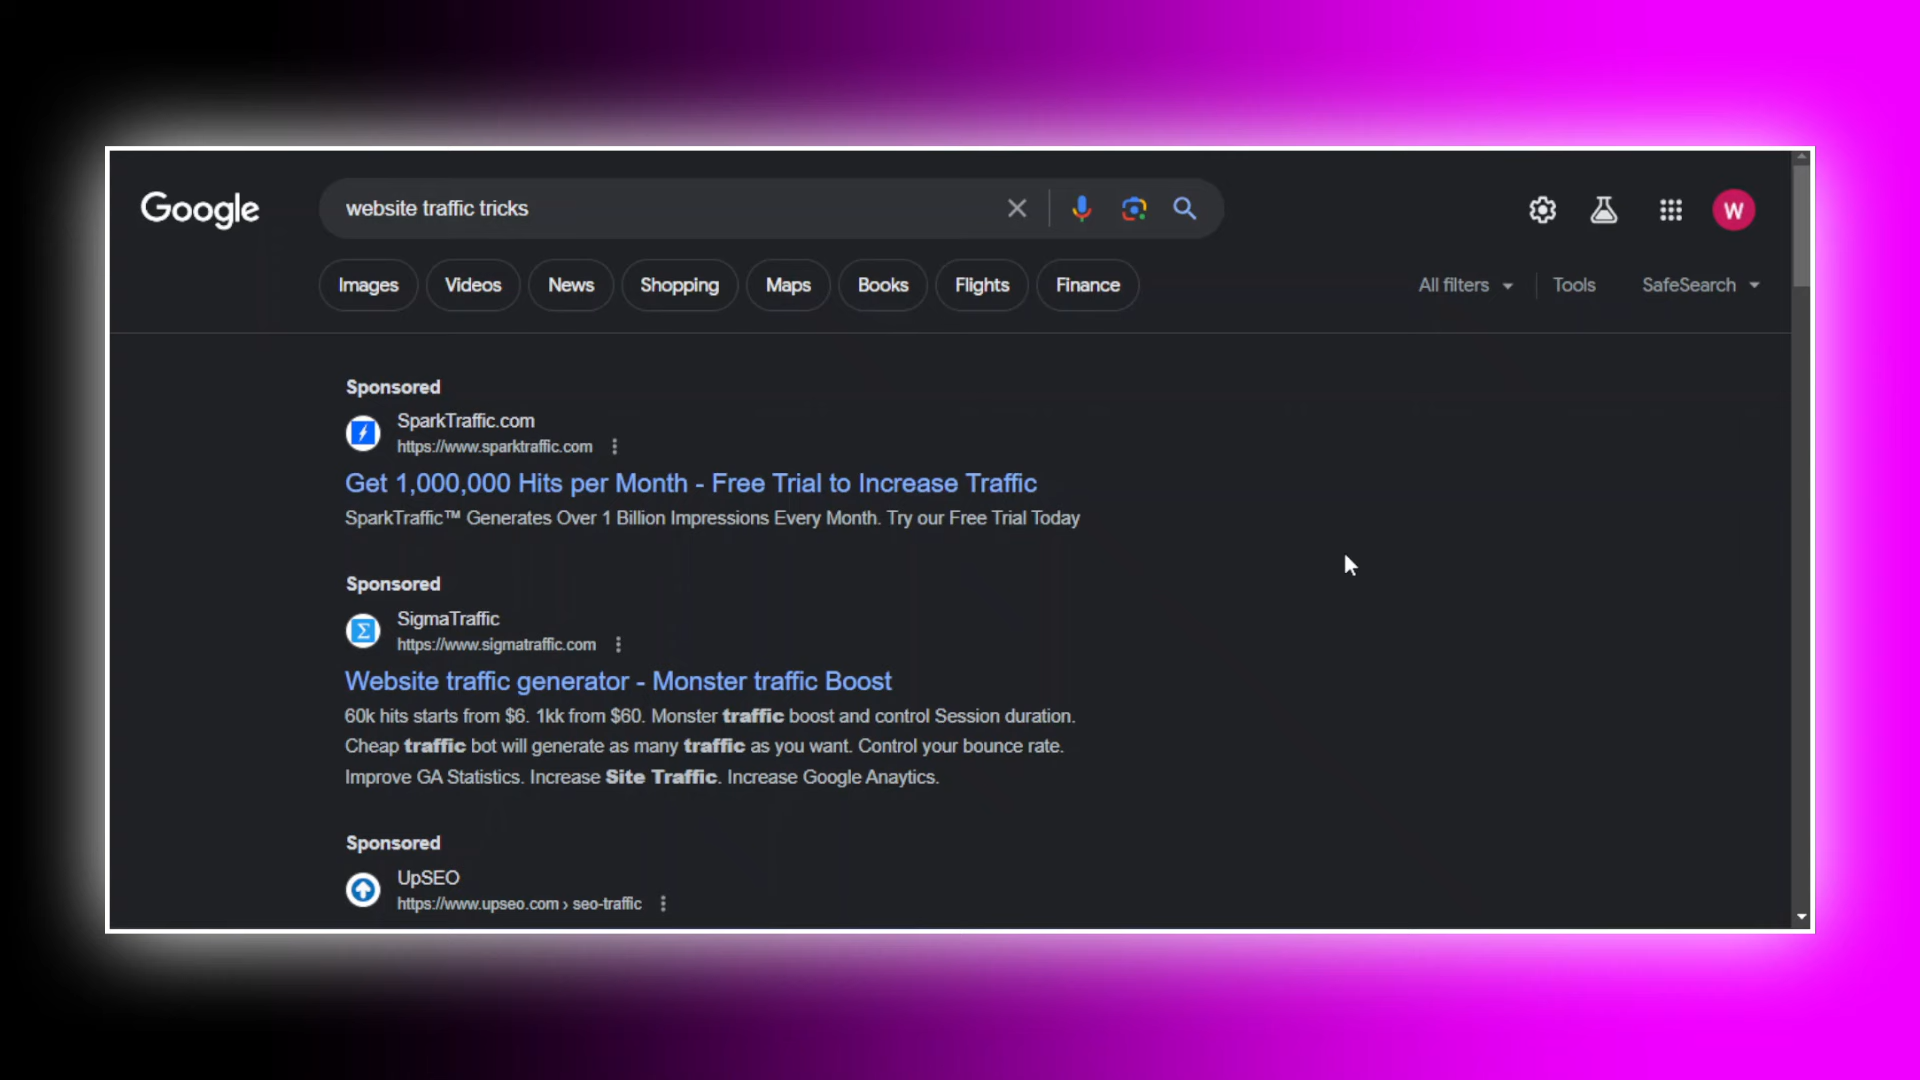 Google
website traffic tricks
W
Images
Videos
News
Shopping
Maps
Books
Flights
Finance
All filters
Tools
SafeSearch
Sponsored
SparkTraffic.com
https://www.sparktraffic.com
Get 1,000,000 Hits per Month - Free Trial to Increase Traffic
SparkTraffic™ Generates Over 1 Billion Impressions Every Month. Try our Free Trial Today
Sponsored
Σ
SigmaTraffic
https://www.sigmatraffic.com
Website traffic generator - Monster traffic Boost
60k hits starts from $6. 1kk from $60. Monster traffic boost and control Session duration.
Cheap traffic bot will generate as many traffic as you want. Control your bounce rate.
Improve GA Statistics. Increase Site Traffic. Increase Google Anaytics.
Sponsored
UpSEO
https://www.upseo.com › seo-traffic